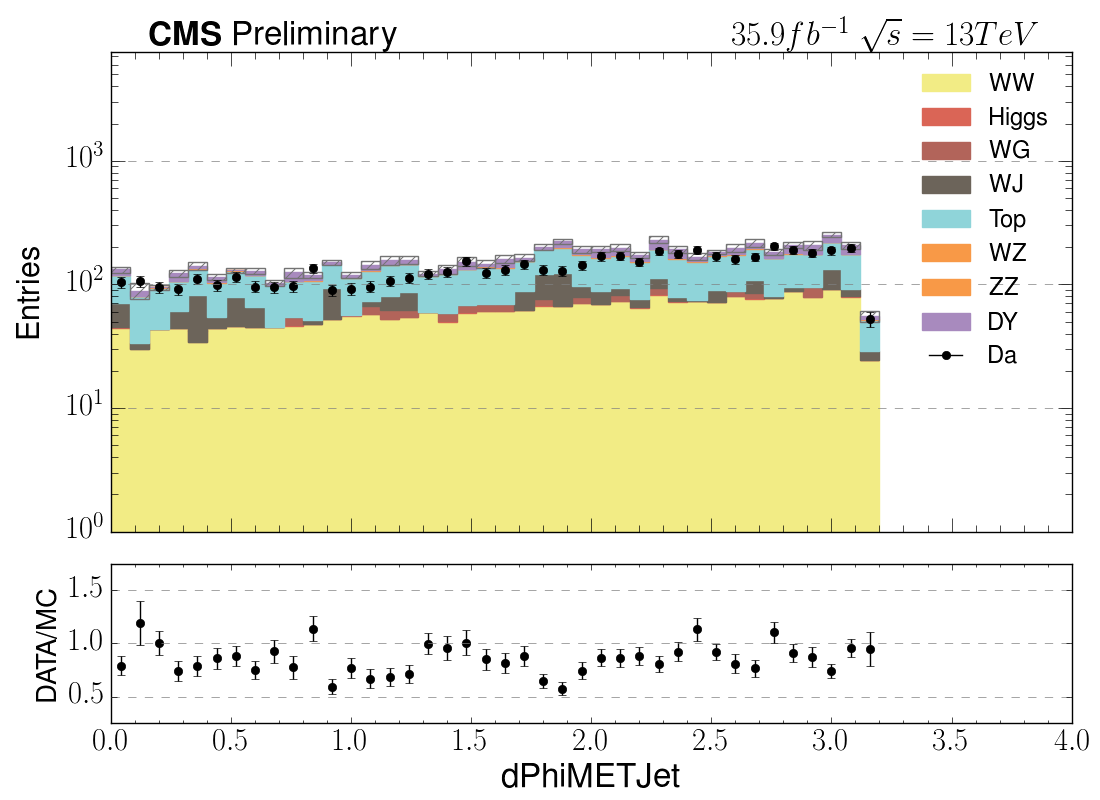 CMS Preliminary
35.9fb⁻¹ √s = 13TeV
Entries
10³
10²
10¹
10⁰
WW
Higgs
WG
WJ
Top
WZ
ZZ
DY
Da
DATA/MC
1.5
1.0
0.5
0.0 0.5 1.0 1.5 2.0 2.5 3.0 3.5 4.0
dPhiMETJet